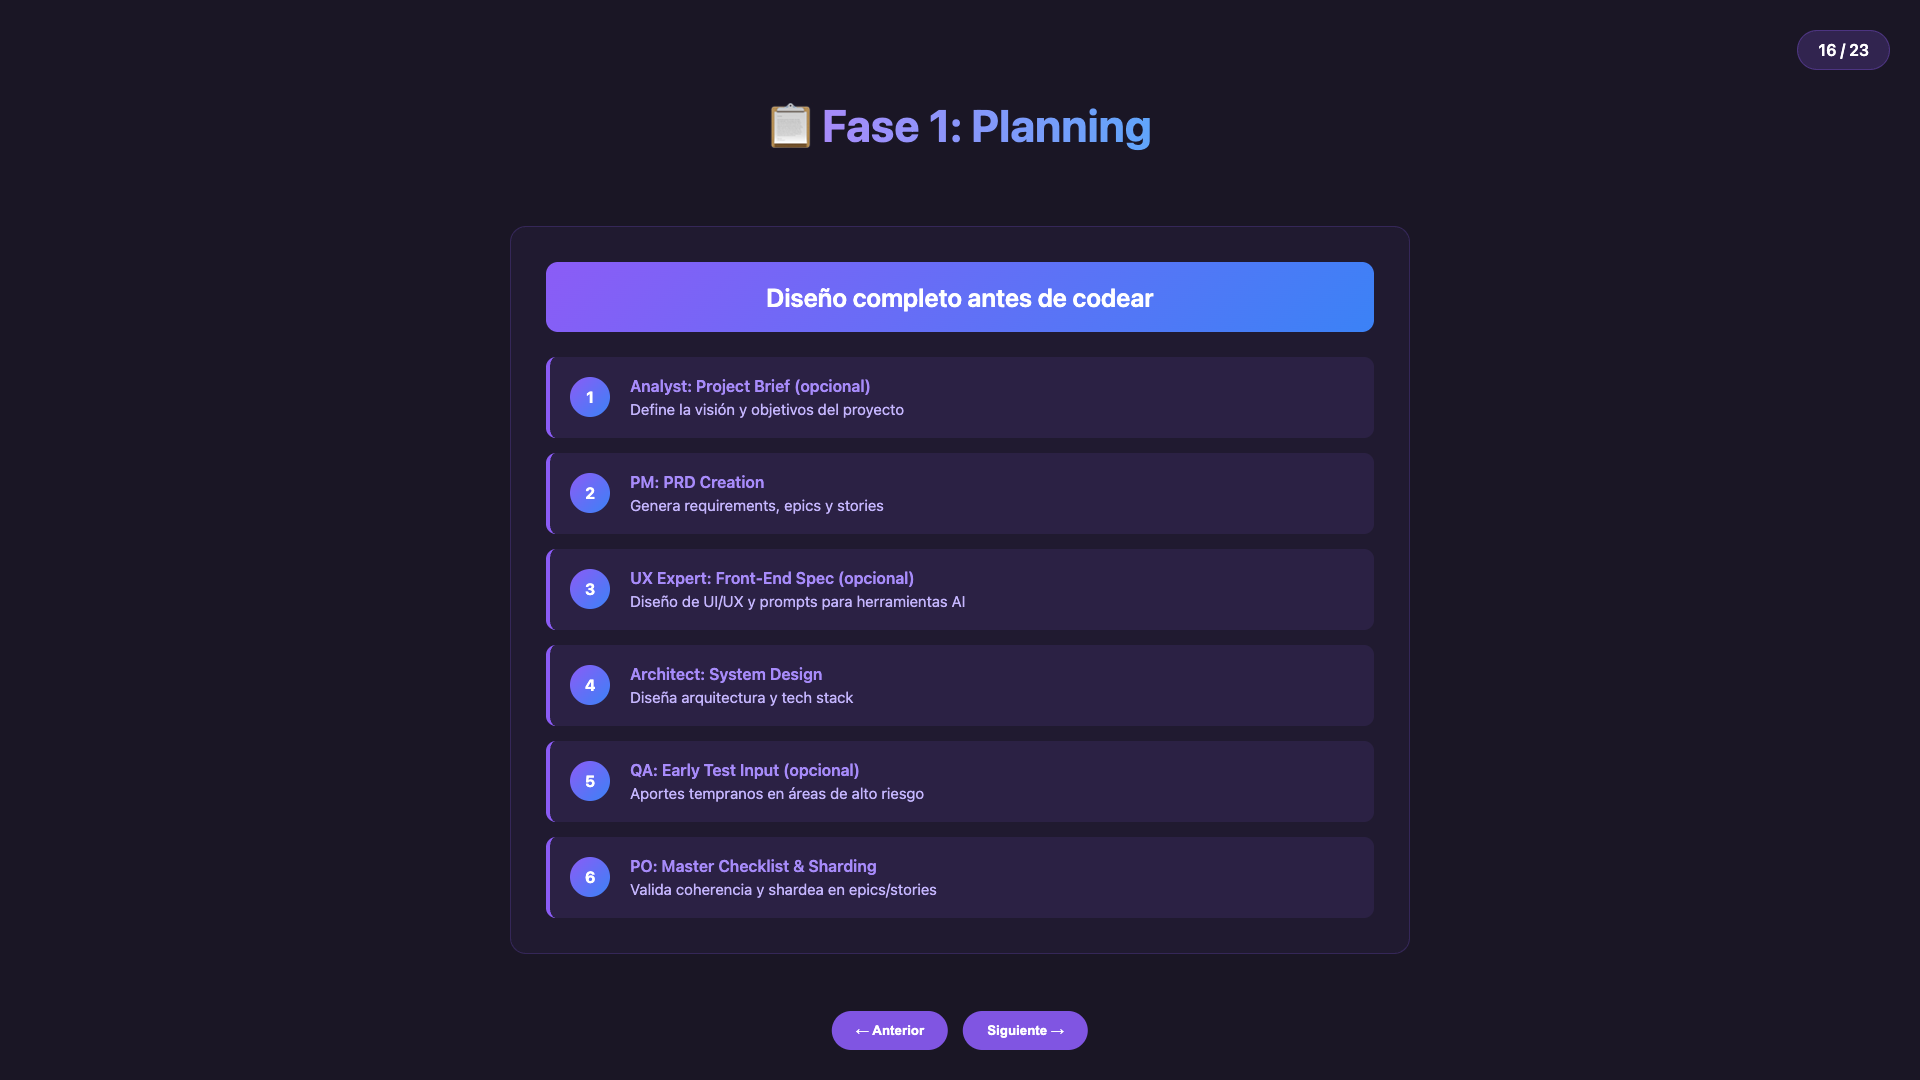 16 / 23
📋 Fase 1: Planning
Diseño completo antes de codear
1
Analyst: Project Brief (opcional)
Define la visión y objetivos del proyecto
2
PM: PRD Creation
Genera requirements, epics y stories
3
UX Expert: Front-End Spec (opcional)
Diseño de UI/UX y prompts para herramientas AI
4
Architect: System Design
Diseña arquitectura y tech stack
5
QA: Early Test Input (opcional)
Aportes tempranos en áreas de alto riesgo
6
PO: Master Checklist & Sharding
Valida coherencia y shardea en epics/stories
← Anterior
Siguiente →